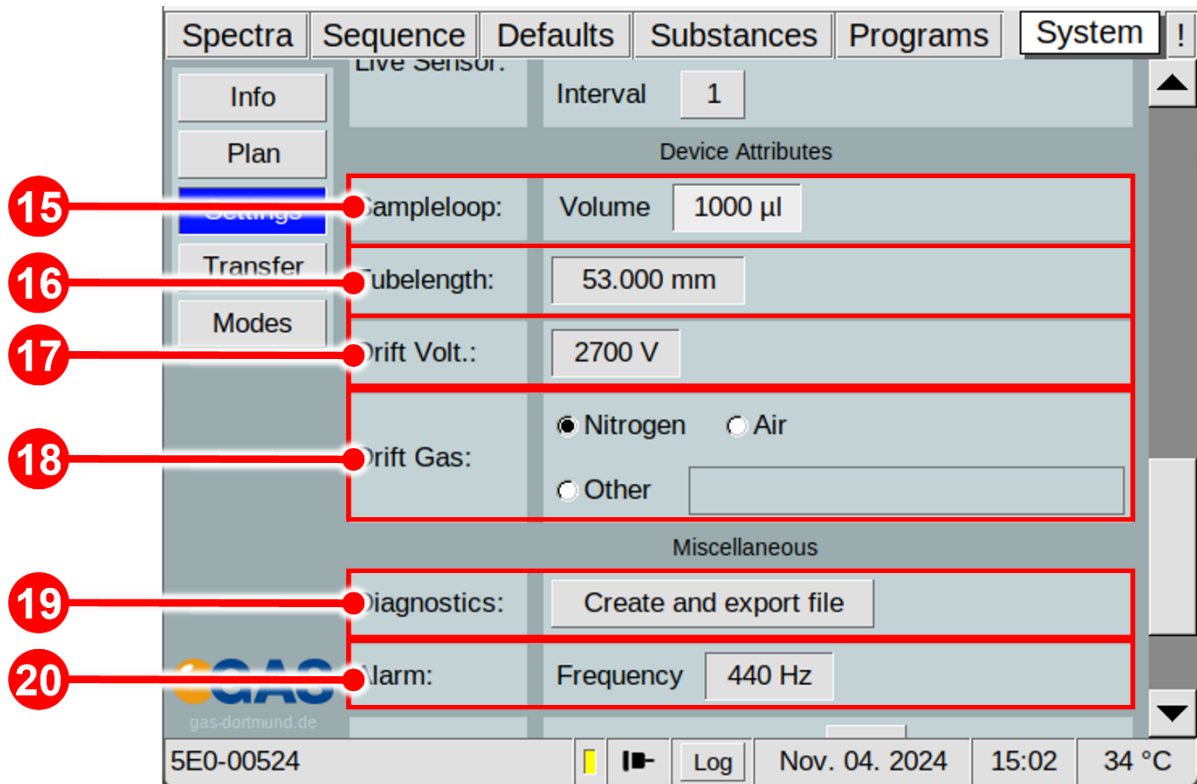 Spectra Sequence Defaults Substances Programs System !
Live Sensor:
Info
Interval 1
Plan
Device Attributes
15
Settings
Sampleloop: Volume 1000 µl
Transfer
16
Tubelength: 53.000 mm
Modes
17
Drift Volt.: 2700 V
Nitrogen Air
18
Drift Gas:
Other
Miscellaneous
19
Diagnostics: Create and export file
20
GAS
Alarm: Frequency 440 Hz
gas-dortmund.de
5E0-00524 Log Nov. 04. 2024 15:02 34 °C